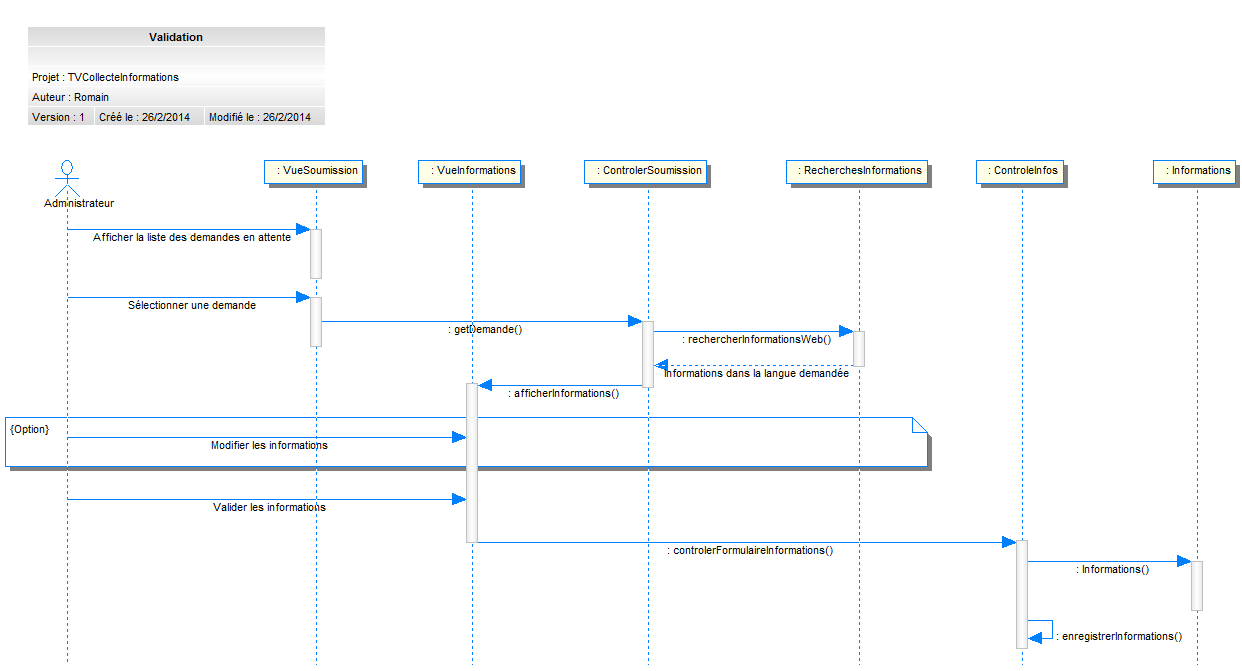 Validation
Projet : TVCollecteInformations
Auteur : Romain
Version : 1 Créé le : 26/2/2014 Modifié le : 26/2/2014
Administrateur
: VueSoumission
: VueInformations
: ControlerSoumission
: RecherchesInformations
: ControleInfos
: Informations
Afficher la liste des demandes en attente
Sélectionner une demande
: getDemande()
: rechercherInformationsWeb()
Informations dans la langue demandée
: afficherInformations()
{Option}
Modifier les informations
Valider les informations
: controlerFormulaireInformations()
: Informations()
: enregistrerInformations()